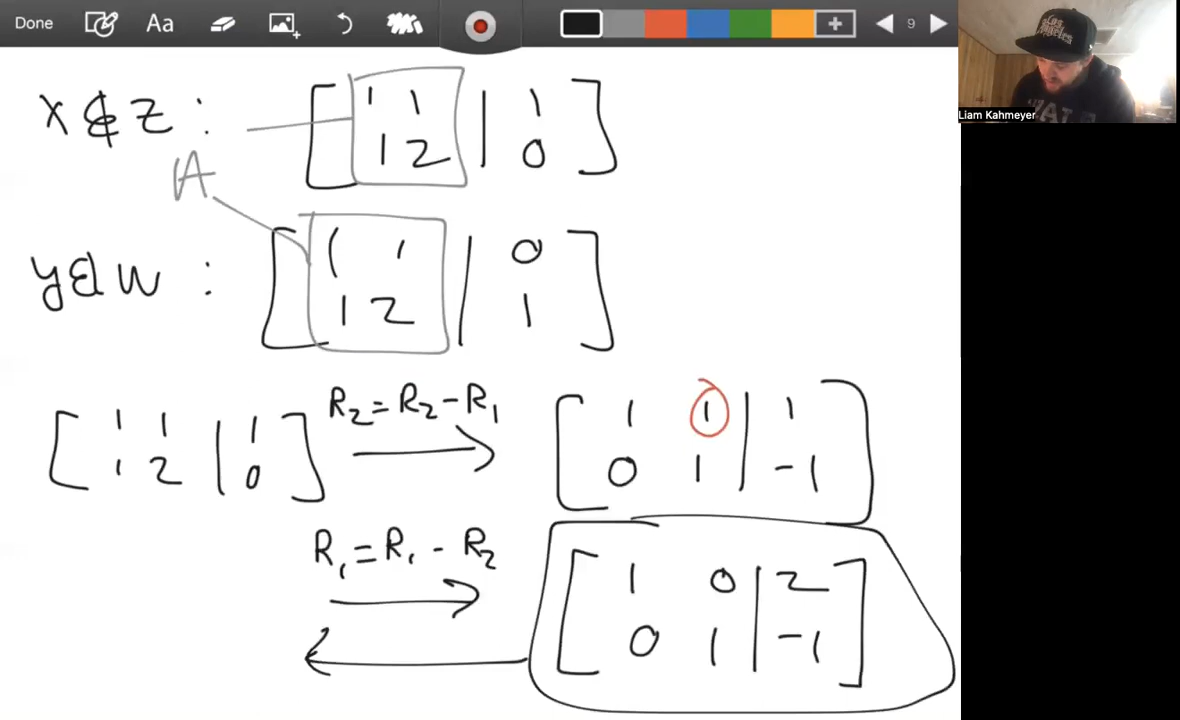 Done Aa 9
Los Angeles
Liam Kahmeyer
X & Z : [ 1 1 | 1 ]
[ 1 2 | 0 ]
A
y & w : [ 1 1 | 0 ]
[ 1 2 | 1 ]
[ 1 1 | 1 ] R₂=R₂-R₁ [ 1 1 | 1 ]
[ 1 2 | 0 ] [ 0 1 | -1 ]
R₁=R₁-R₂ [ 1 0 | 2 ]
[ 0 1 | -1 ]